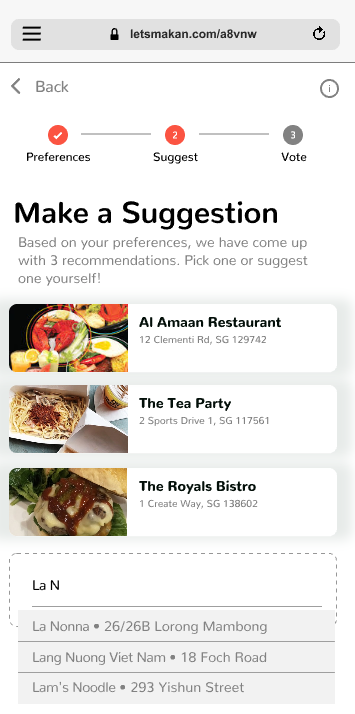 letsmakan.com/a8vnw
Back
i
2
3
Preferences
Suggest
Vote
Make a Suggestion
Based on your preferences, we have come up
with 3 recommendations. Pick one or suggest
one yourself!
Al Amaan Restaurant
12 Clementi Rd, SG 129742
The Tea Party
2 Sports Drive 1, SG 117561
The Royals Bistro
1 Create Way, SG 138602
La N
La Nonna • 26/26B Lorong Mambong
Lang Nuong Viet Nam • 18 Foch Road
Lam's Noodle • 293 Yishun Street